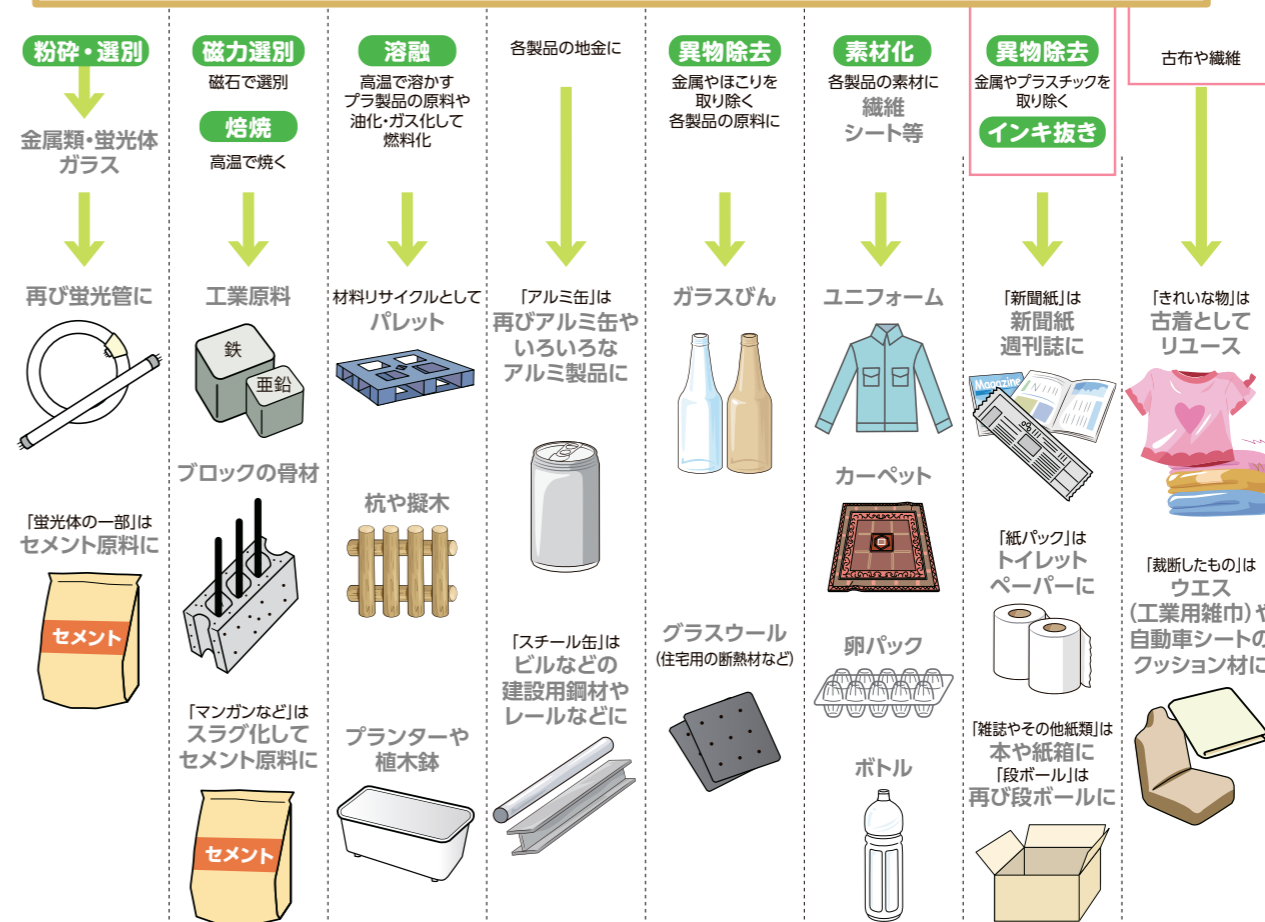 粉砕・選別
金属類・蛍光体
ガラス
再び蛍光管に
「蛍光体の一部」は
セメント原料に
セメント
磁力選別
磁石で選別
焙焼
高温で焼く
工業原料
鉄
亜鉛
ブロックの骨材
「マンガンなど」は
スラグ化して
セメント原料に
セメント
溶融
高温で溶かす
プラ製品の原料や
油化・ガス化して
燃料化
材料リサイクルとして
パレット
杭や擬木
プランターや
植木鉢
各製品の地金に
「アルミ缶」は
再びアルミ缶や
いろいろな
アルミ製品に
「スチール缶」は
ビルなどの
建設用鋼材や
レールなどに
異物除去
金属やほこりを
取り除く
各製品の原料に
ガラスびん
グラスウール
(住宅用の断熱材など)
素材化
各製品の素材に
繊維
シート等
ユニフォーム
カーペット
卵パック
ボトル
異物除去
金属やプラスチックを
取り除く
インキ抜き
「新聞紙」は
新聞紙
週刊誌に
Magazine
「紙パック」は
トイレット
ペーパーに
「雑誌やその他紙類」は
本や紙箱に
「段ボール」は
再び段ボールに
古布や繊維
「きれいな物」は
古着として
リユース
「裁断したもの」は
ウエス
(工業用雑巾)や
自動車シートの
クッション材に